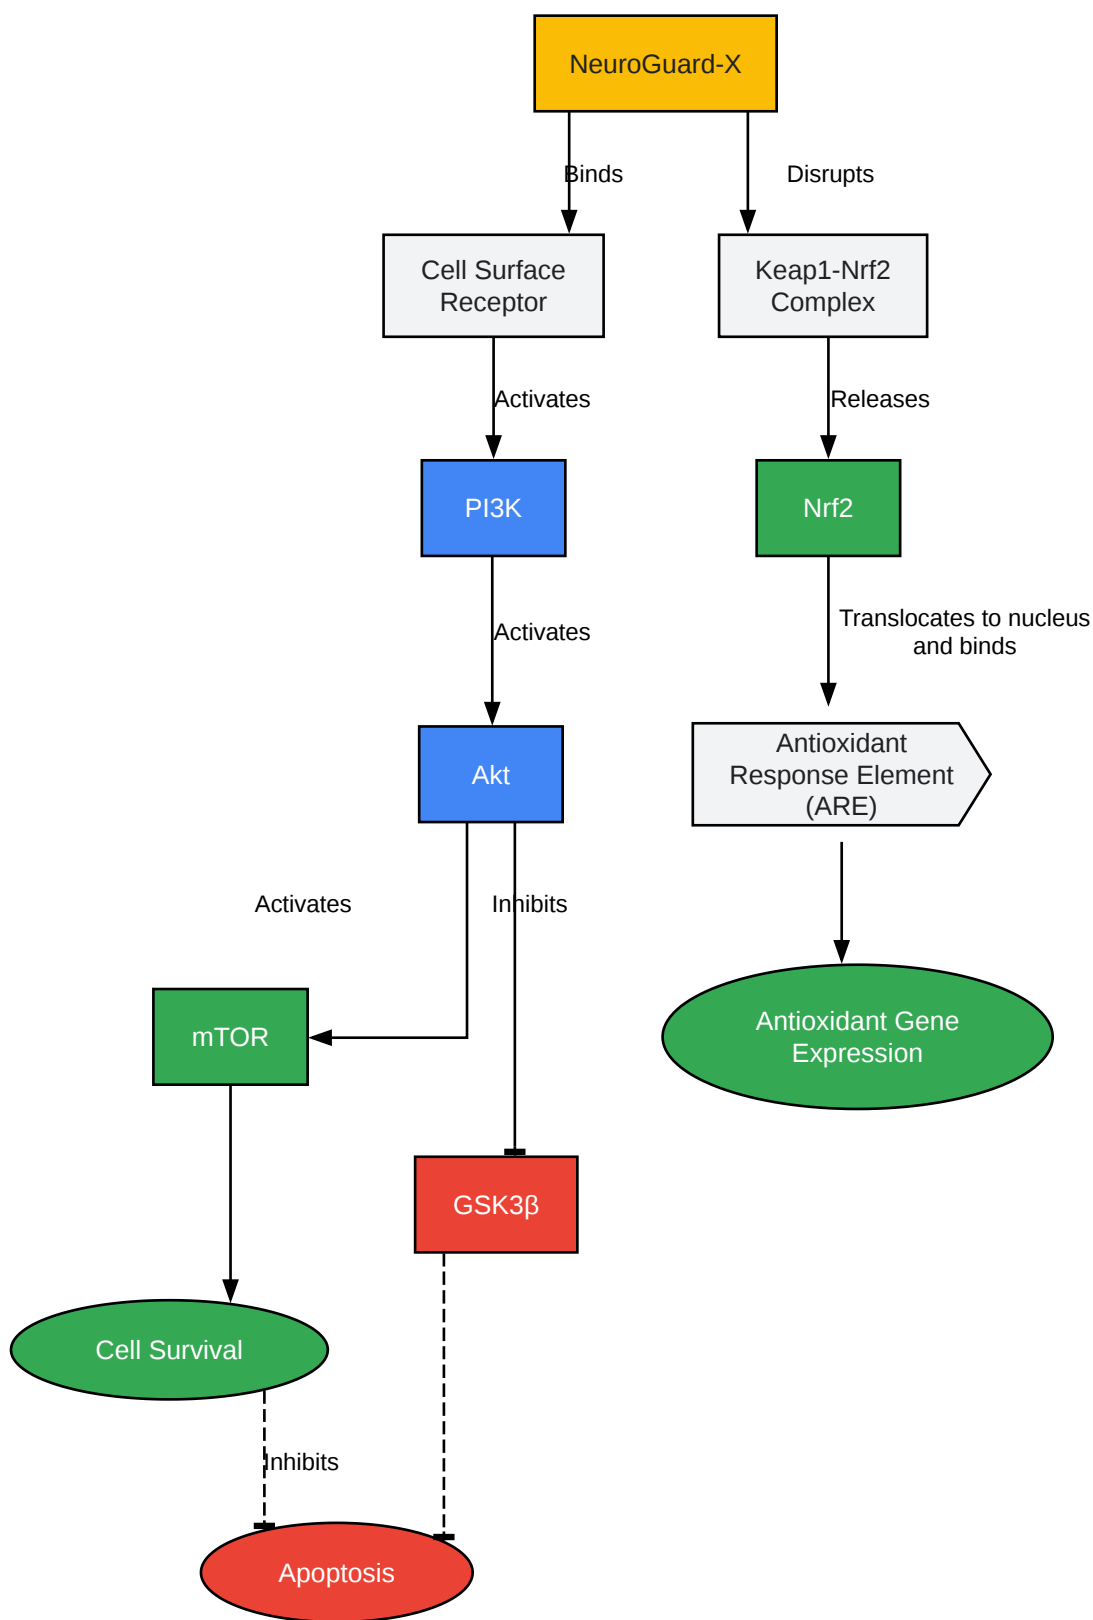 NeuroGuard-X
Binds
Disrupts
Cell Surface
Receptor
Keap1-Nrf2
Complex
Activates
Releases
PI3K
Nrf2
Activates
Translocates to nucleus
and binds
Akt
Antioxidant
Response Element
(ARE)
Activates
Inhibits
mTOR
Antioxidant Gene
Expression
GSK3β
Cell Survival
Inhibits
Apoptosis